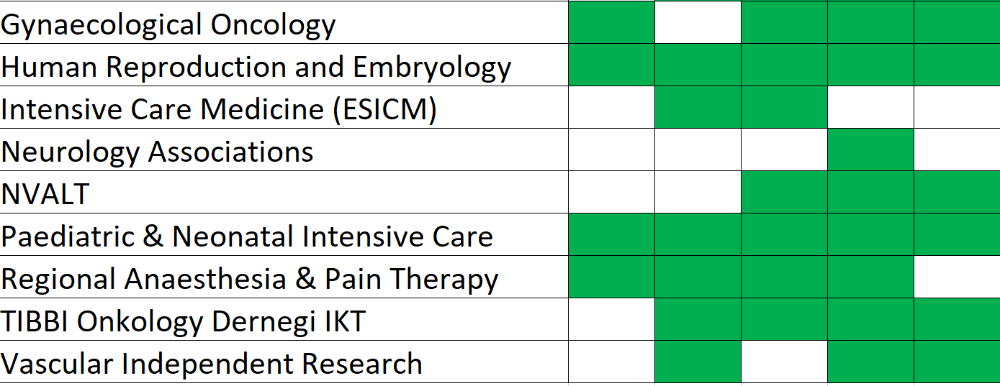 Gynaecological Oncology
Human Reproduction and Embryology
Intensive Care Medicine (ESICM)
Neurology Associations
NVALT
Paediatric & Neonatal Intensive Care
Regional Anaesthesia & Pain Therapy
TIBBI Onkology Dernegi IKT
Vascular Independent Research